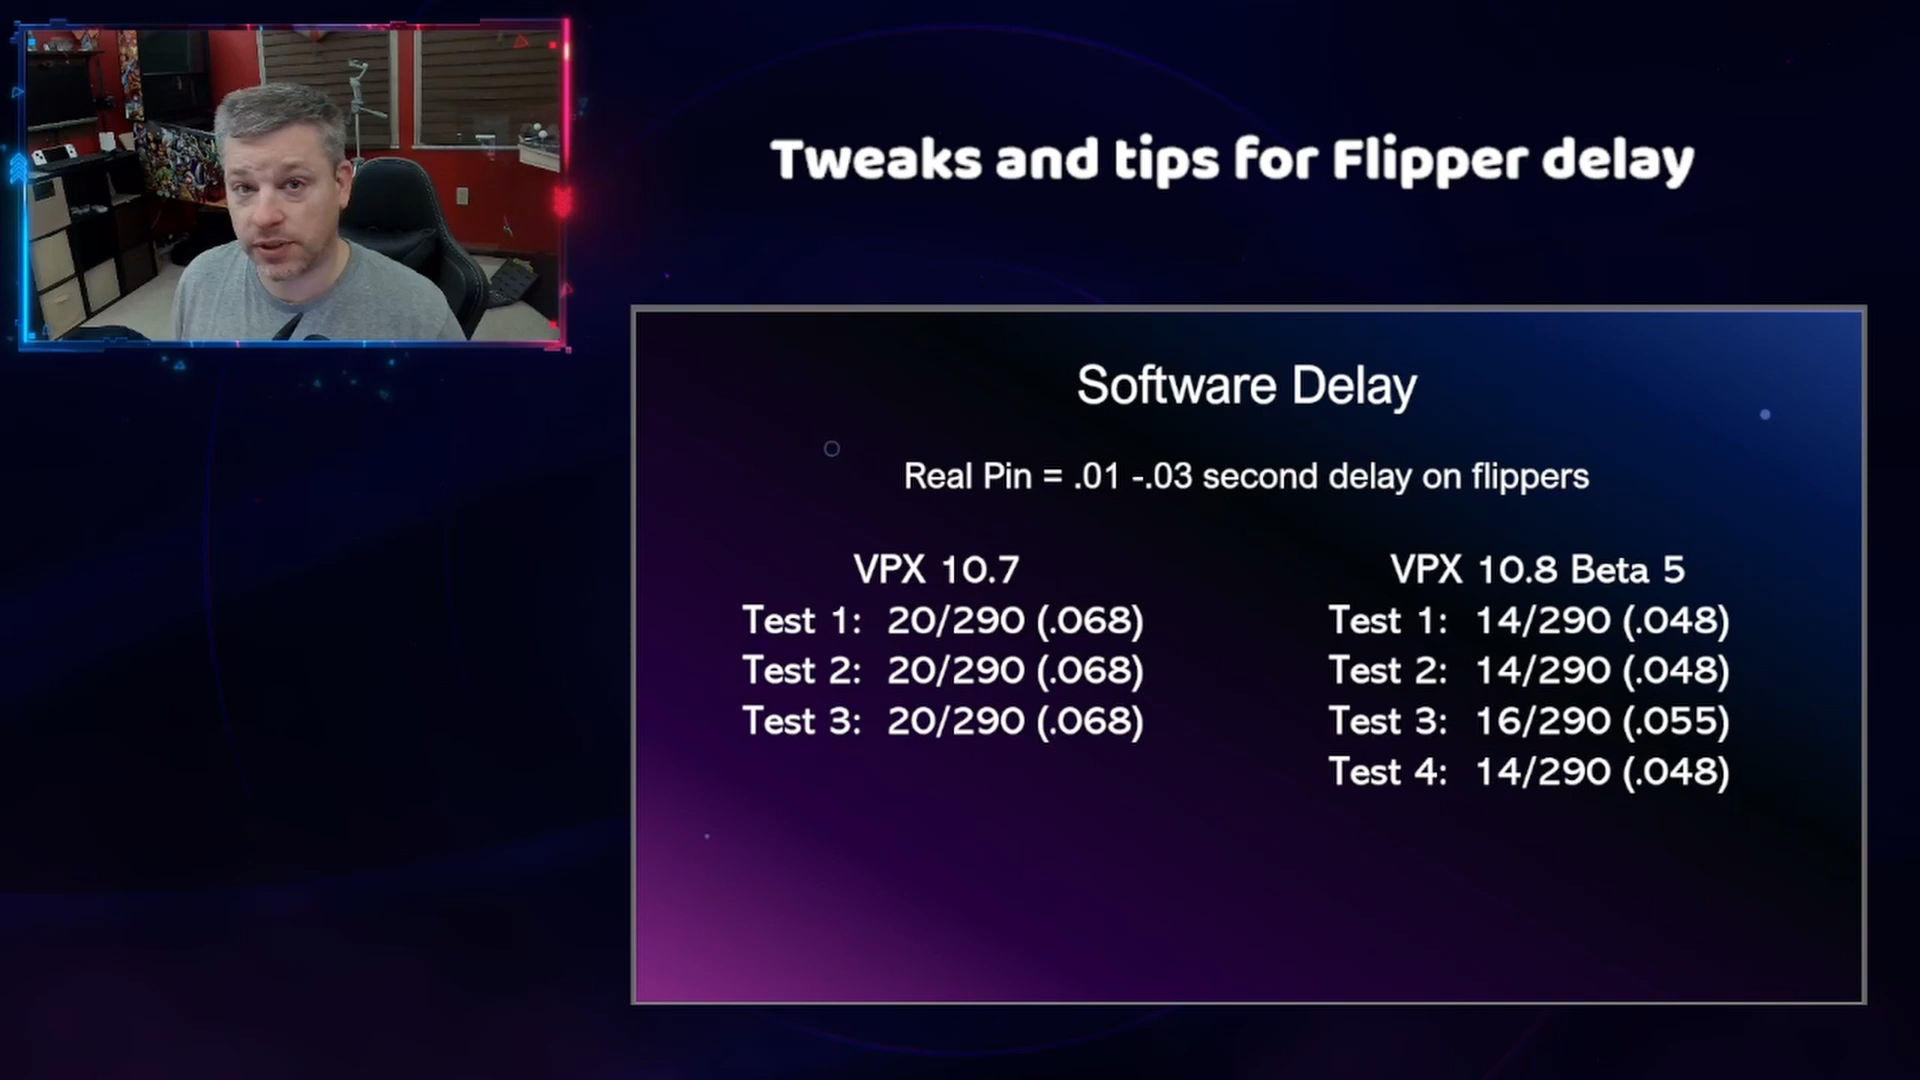 Tweaks and tips for Flipper delay
Software Delay
Real Pin = .01 -.03 second delay on flippers
VPX 10.7
Test 1: 20/290 (.068)
Test 2: 20/290 (.068)
Test 3: 20/290 (.068)
VPX 10.8 Beta 5
Test 1: 14/290 (.048)
Test 2: 14/290 (.048)
Test 3: 16/290 (.055)
Test 4: 14/290 (.048)